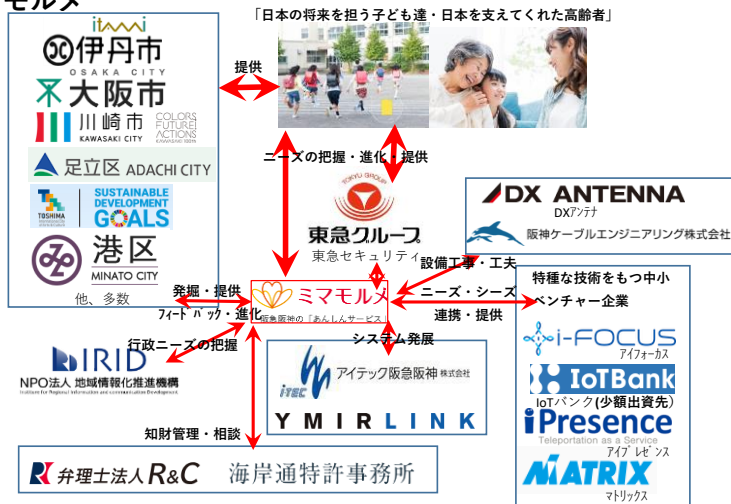 モルメ
「日本の将来を担う子ども達・日本を支えてくれた高齢者」
itami
伊丹市
OSAKA CITY
大阪市
川崎市
KAWASAKI CITY
COLORS
FUTURE!
ACTIONS
足立区 ADACHI CITY
TOSHIMA
SUSTAINABLE
DEVELOPMENT
GOALS
港区
MINATO CITY
他、多数
提供
ニーズの把握・進化・提供
TOKYU GROUP
東急グループ
東急セキュリティ
DX ANTENNA
DXアンテナ
阪神ケーブルエンジニアリング株式会社
設備工事・工夫
発掘・提供
フィードバック・進化
ミマモルメ
阪急阪神の「あんしんサービス」
ニーズ・シーズ
連携・提供
特種な技術をもつ中小
ベンチャー企業
i-FOCUS
アイフォーカス
IoTBank
IoTバンク(少額出資先)
iPresence
Teleportation as a Service
アイプレゼンス
MATRIX
マトリックス
行政ニーズの把握
IRID
NPO法人 地域情報化推進機構
Institute for Regional Information and communication Development
システム発展
iTEC
アイテック阪急阪神 株式会社
YMIRLINK
知財管理・相談
弁理士法人R&C
海岸通特許事務所